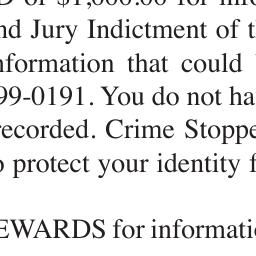 D of $1,000.00 for info
nd Jury Indictment of t
nformation that could
99-0191. You do not ha
recorded. Crime Stoppe
o protect your identity f
EWARDS for informati